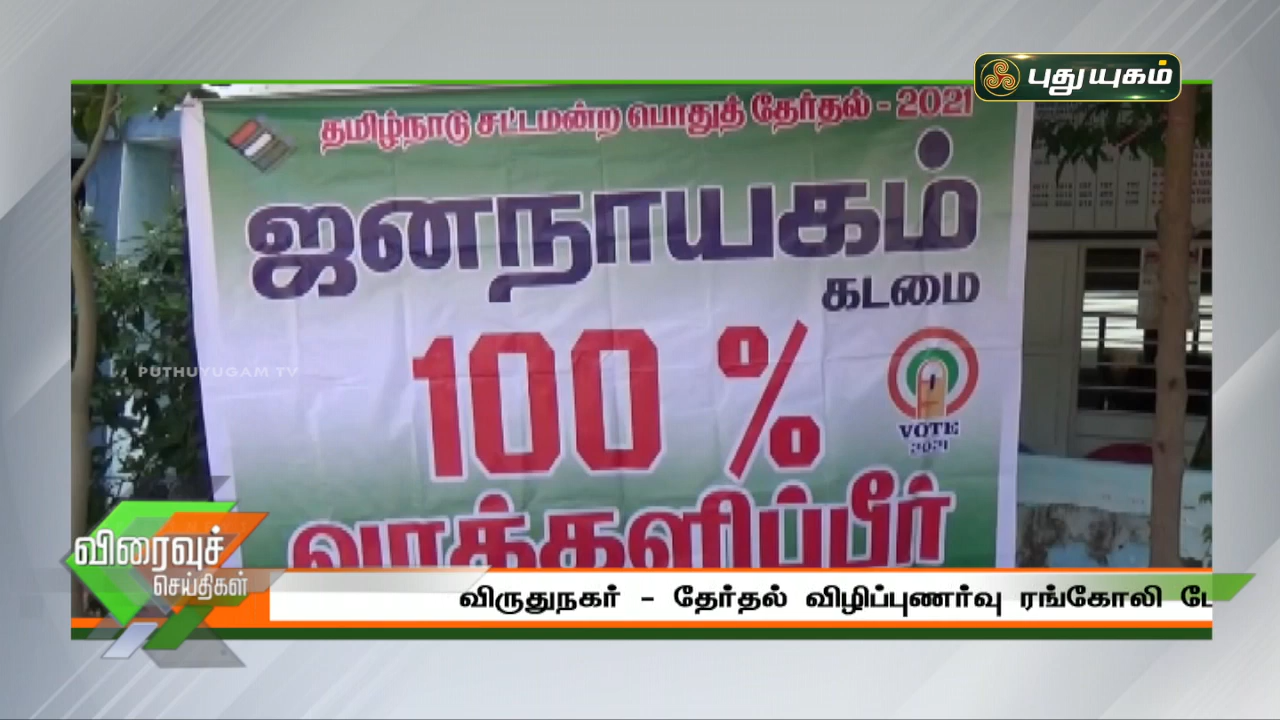 புதுயுகம்
தமிழ்நாடு சட்டமன்ற பொதுத் தேர்தல் - 2021
ஜனநாயகம்
கடமை
100 %
VOTE
2021
வாக்களிப்பீர்
PUTHUYUGAM TV
விரைவுச்
செய்திகள்
விருதுநகர் - தேர்தல் விழிப்புணர்வு ரங்கோலி